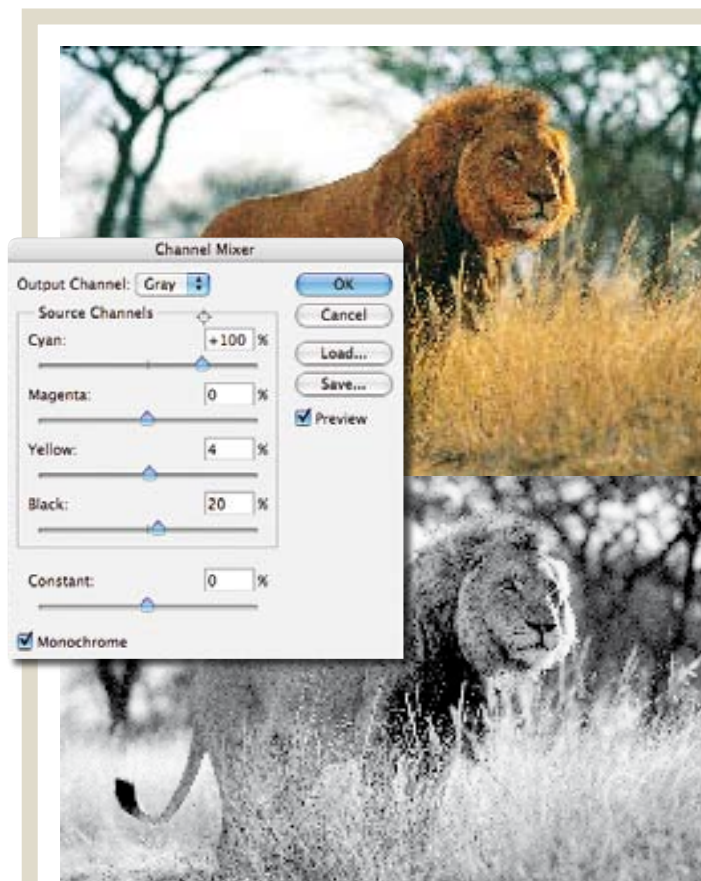 Channel Mixer
Output Channel: Gray
OK
Source Channels
Cancel
Cyan: +100 %
Load...
Save...
Magenta: 0 %
Preview
Yellow: 4 %
Black: 20 %
Constant: 0 %
Monochrome